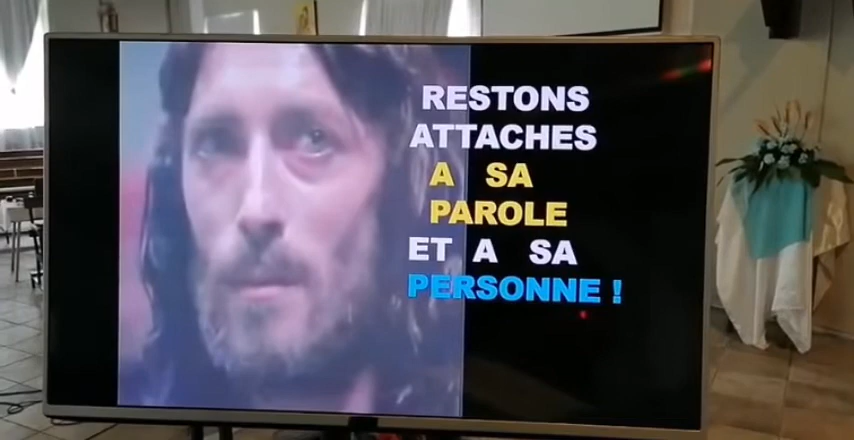 RESTONS
ATTACHES
A SA
PAROLE
ET A SA
PERSONNE !